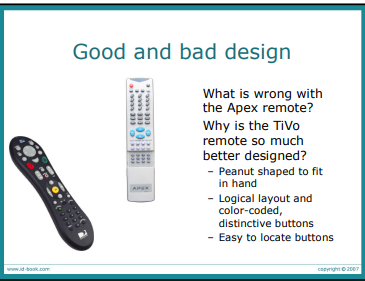 Good and bad design
What is wrong with
the Apex remote?
Why is the TiVo
remote so much
better designed?
– Peanut shaped to fit
in hand
– Logical layout and
color-coded,
distinctive buttons
– Easy to locate buttons
APEX
www.id-book.com
copyright © 2007